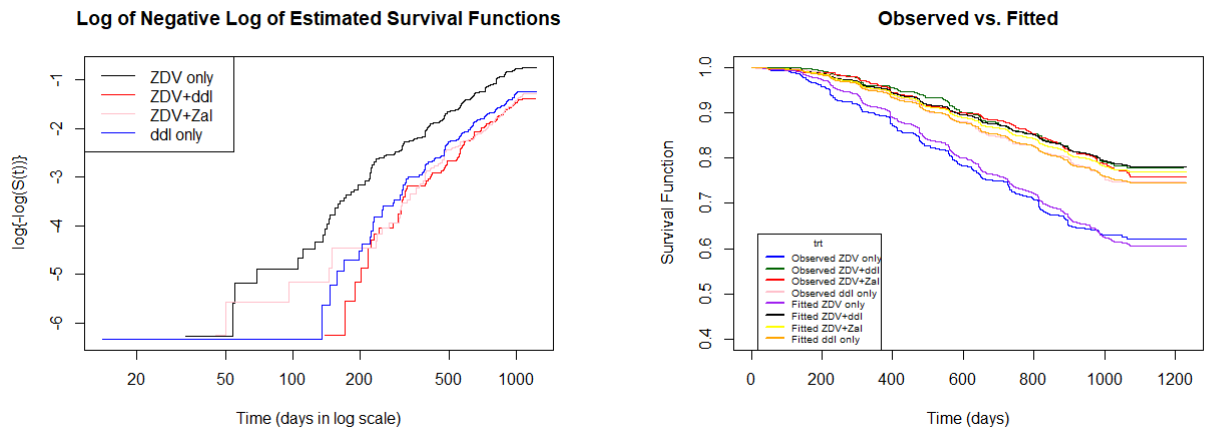 Log of Negative Log of Estimated Survival Functions
ZDV only
ZDV+ddI
ZDV+Zal
ddI only
log{-log(S(t))}
-1
-2
-3
-4
-5
-6
20
50
100
200
500
1000
Time (days in log scale)
Observed vs. Fitted
Survival Function
1.0
0.9
0.8
0.7
0.6
0.5
0.4
trt
Observed ZDV only
Observed ZDV+ddI
Observed ZDV+Zal
Observed ddI only
Fitted ZDV only
Fitted ZDV+ddI
Fitted ZDV+Zal
Fitted ddI only
0
200
400
600
800
1000
1200
Time (days)